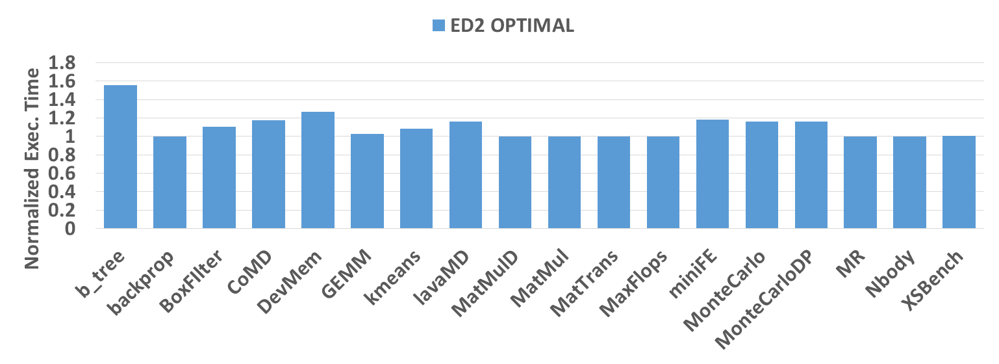 ED2 OPTIMAL
Normalized Exec. Time
1.8
1.6
1.4
1.2
1
0.8
0.6
0.4
0.2
0
b_tree
backprop
BoxFIlter
CoMD
DevMem
GEMM
kmeans
lavaMD
MatMulD
MatMul
MatTrans
MaxFlops
miniFE
MonteCarlo
MonteCarloDP
MR
Nbody
XSBench